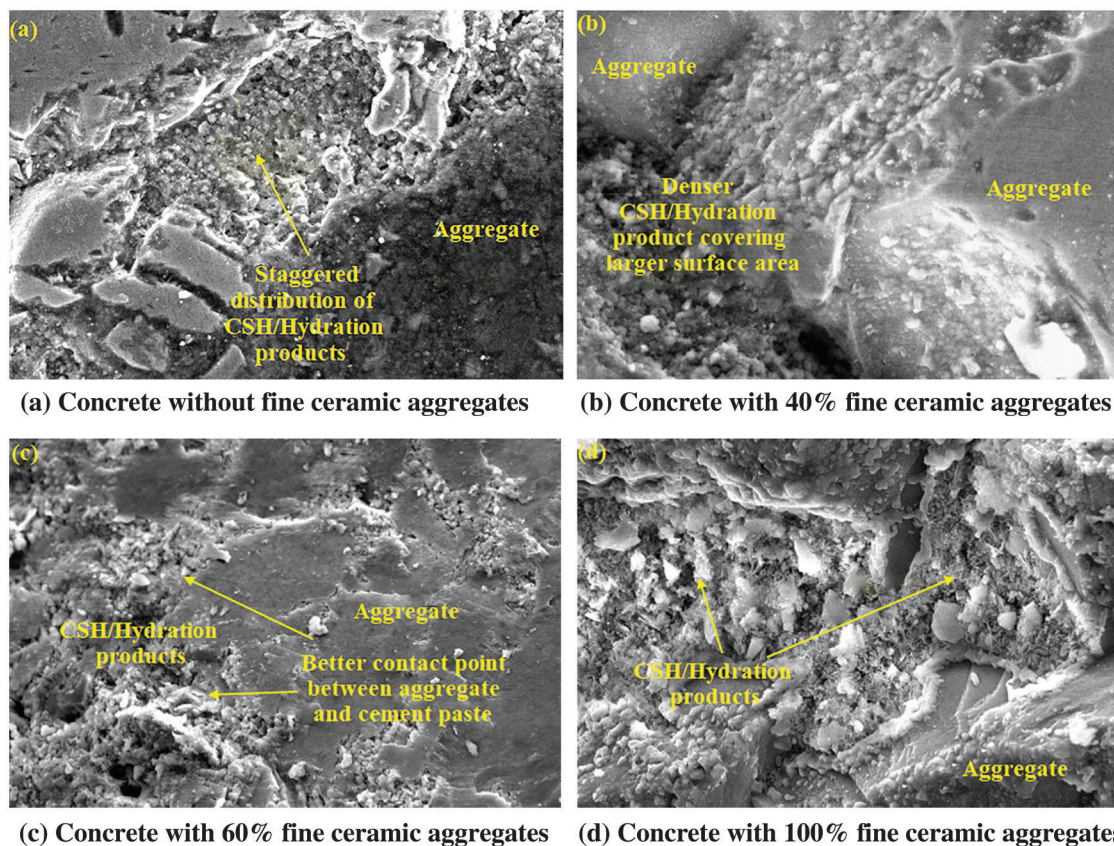 (a)
Aggregate
Staggered
distribution of
CSH/Hydration
products
(b)
Aggregate
Aggregate
Denser
CSH/Hydration
product covering
larger surface area
(a) Concrete without fine ceramic aggregates
(b) Concrete with 40% fine ceramic aggregates
(c)
Aggregate
CSH/Hydration
products
Better contact point
between aggregate
and cement paste
(d)
CSH/Hydration
products
Aggregate
(c) Concrete with 60% fine ceramic aggregates
(d) Concrete with 100% fine ceramic aggregates